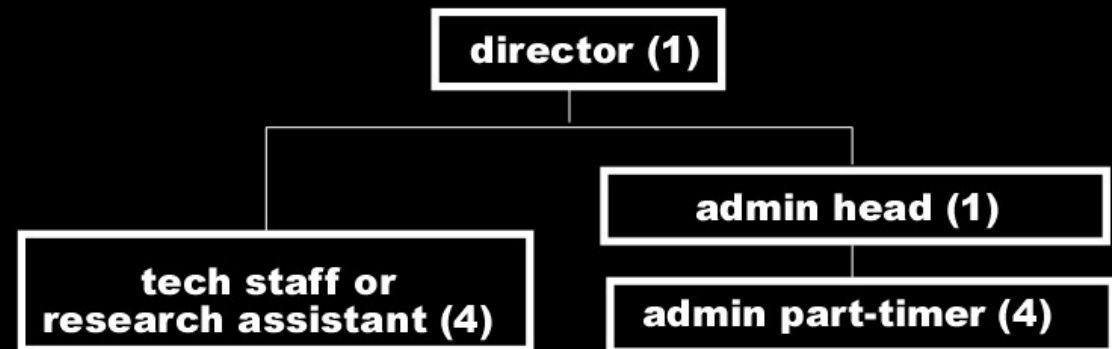 director (1)
admin head (1)
tech staff or
research assistant (4)
admin part-timer (4)